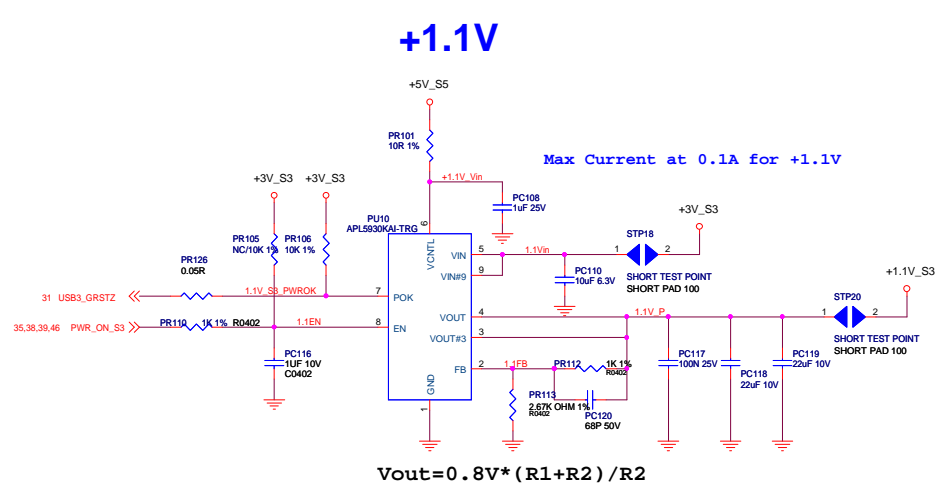 +1.1V
+5V_S5
PR101
10R 1%
Max Current at 0.1A for +1.1V
+3V_S3
+3V_S3
+1.1V_Vin
PC108
1uF 25V
+3V_S3
PU10
APL5930KAI-TRG
PR105
NC/10K 1%
PR106
10K 1%
6
VCNTL
STP18
1
2
SHORT TEST POINT
SHORT PAD 100
VIN
5
1.1Vin
VIN#9
9
PC110
10uF 6.3V
+1.1V_S3
PR126
0.05R
31 USB3_GRSTZ
1.1V_S3_PWROK
7
POK
STP20
1
2
SHORT TEST POINT
SHORT PAD 100
VOUT
4
1.1V_P
35,38,39,46 PWR_ON_S3
PR110
1K 1%
R0402
1.1EN
8
EN
VOUT#3
3
PC116
1UF 10V
C0402
FB
2
1.1FB
PR112
1K 1%
R0402
PC117
100N 25V
PC118
22uF 10V
PC119
22uF 10V
GND
1
PR113
2.67K OHM 1%
R0402
PC120
68P 50V
Vout=0.8V*(R1+R2)/R2